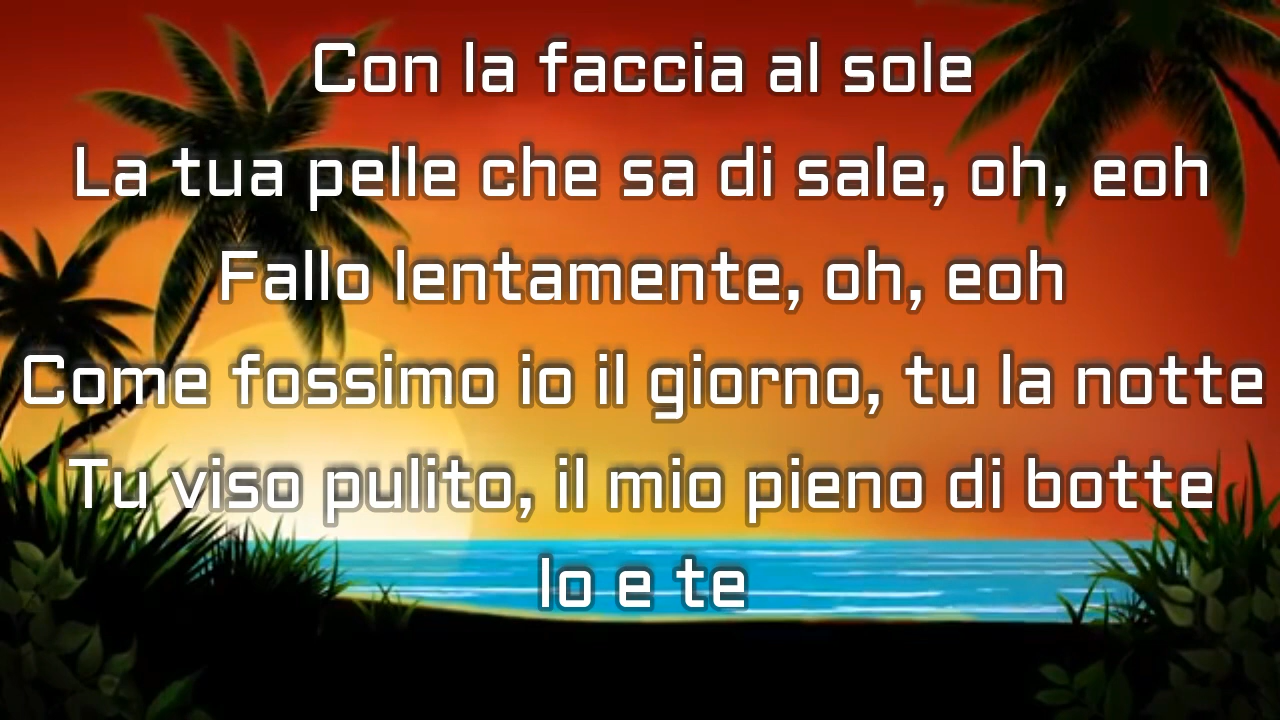 Con la faccia al sole
La tua pelle che sa di sale, oh, eoh
Fallo lentamente, oh, eoh
Come fossimo io il giorno, tu la notte
Tu viso pulito, il mio pieno di botte
Io e te